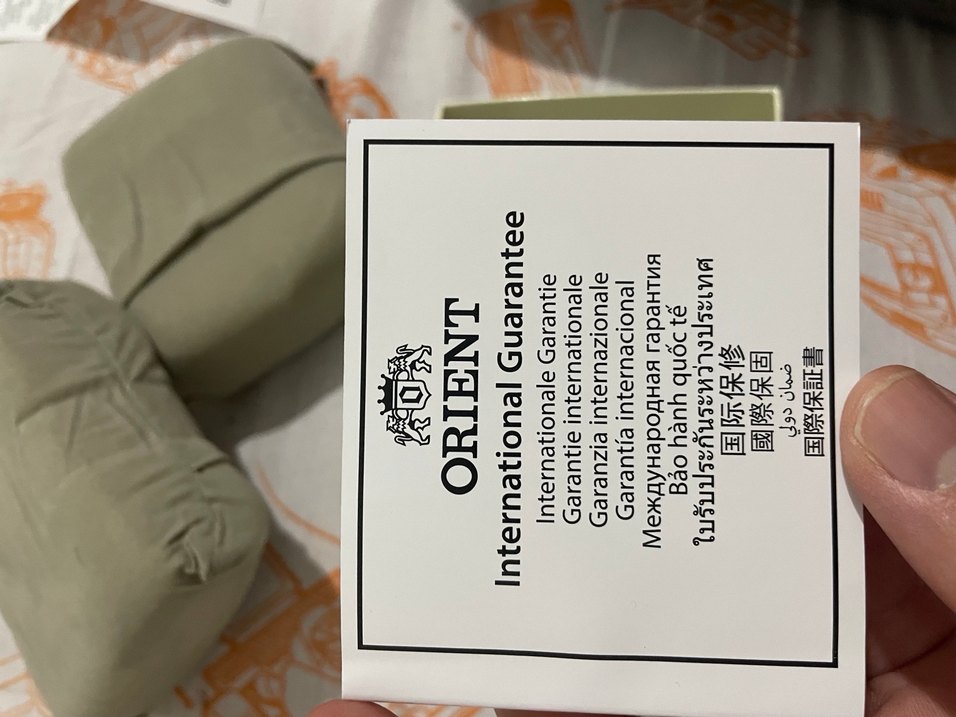 ORIENT
International Guarantee
Internationale Garantie
Garantie internationale
Garanzia internazionale
Garantía internacional
Международная гарантия
Bảo hành quốc tế
ใบรับประกันระหว่างประเทศ
国际保修
國際保固
ضمان دولي
国際保証書